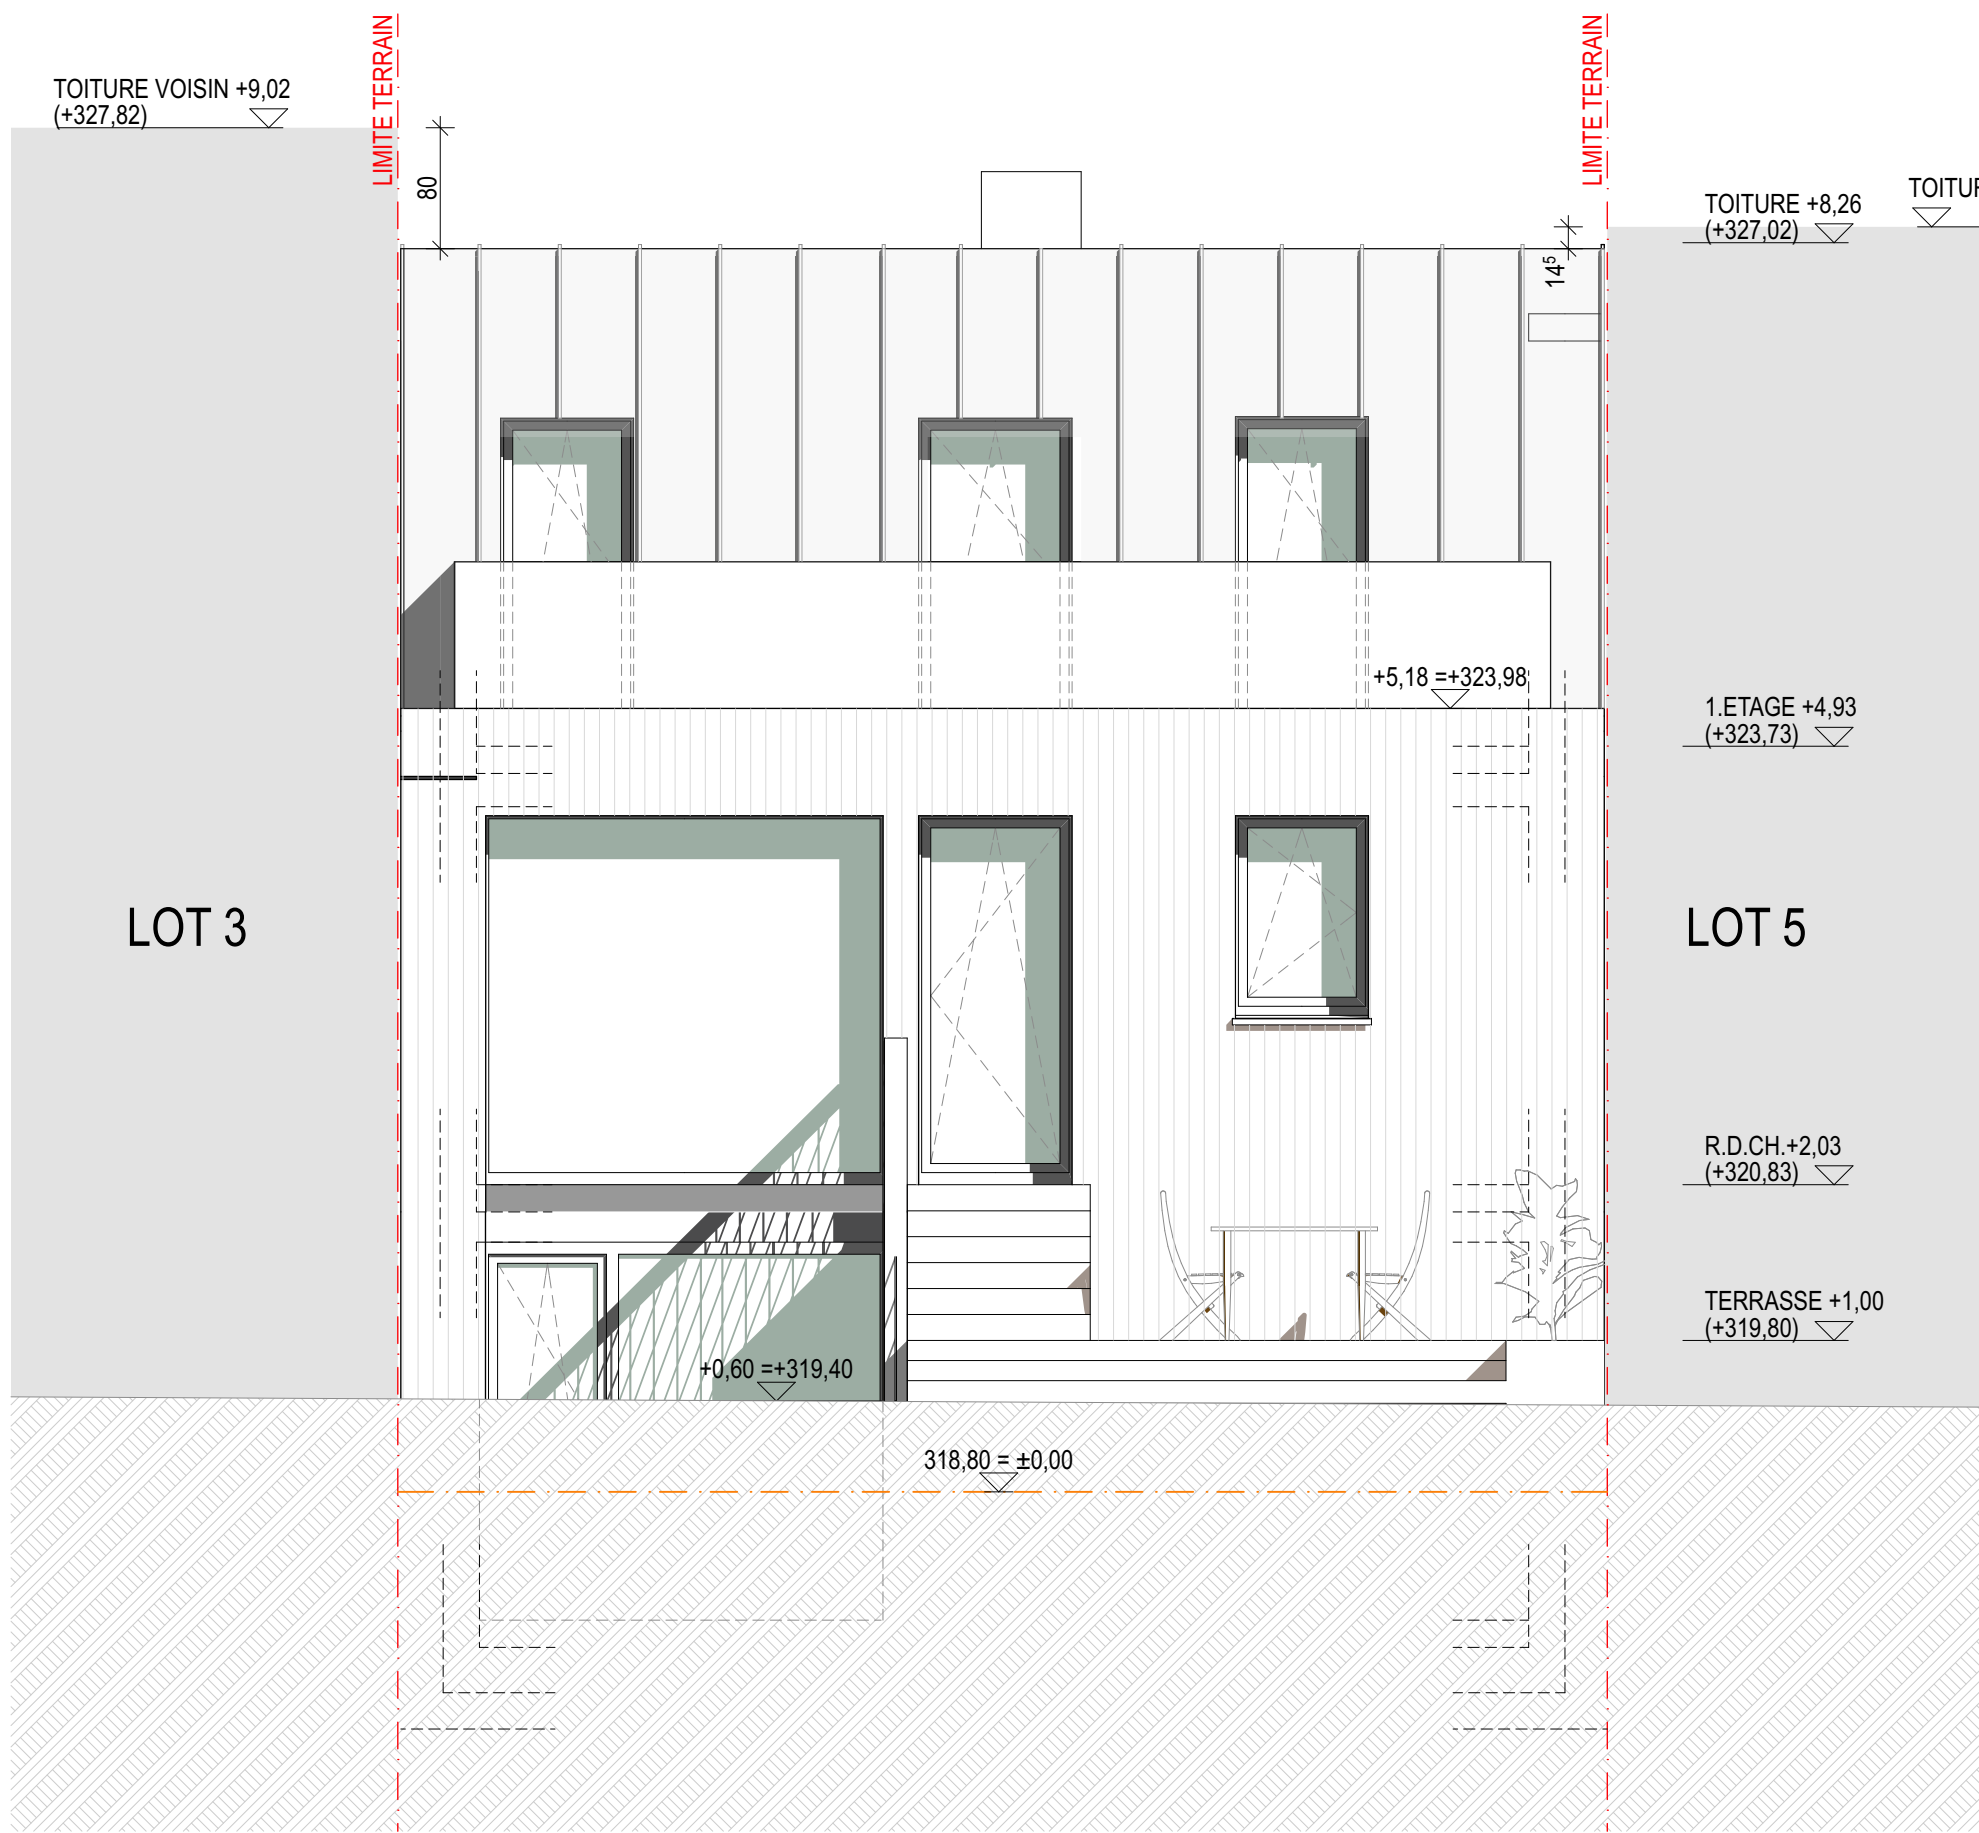 LIMITE TERRAIN
LIMITE TERRAIN
TOITURE VOISIN +9,02
(+327,82)
80
TOITURE +8,26
(+327,02)
14⁵
+5,18 =+323,98
1.ETAGE +4,93
(+323,73)
LOT 3
LOT 5
R.D.CH.+2,03
(+320,83)
TERRASSE +1,00
(+319,80)
+0,60 =+319,40
318,80 = ±0,00